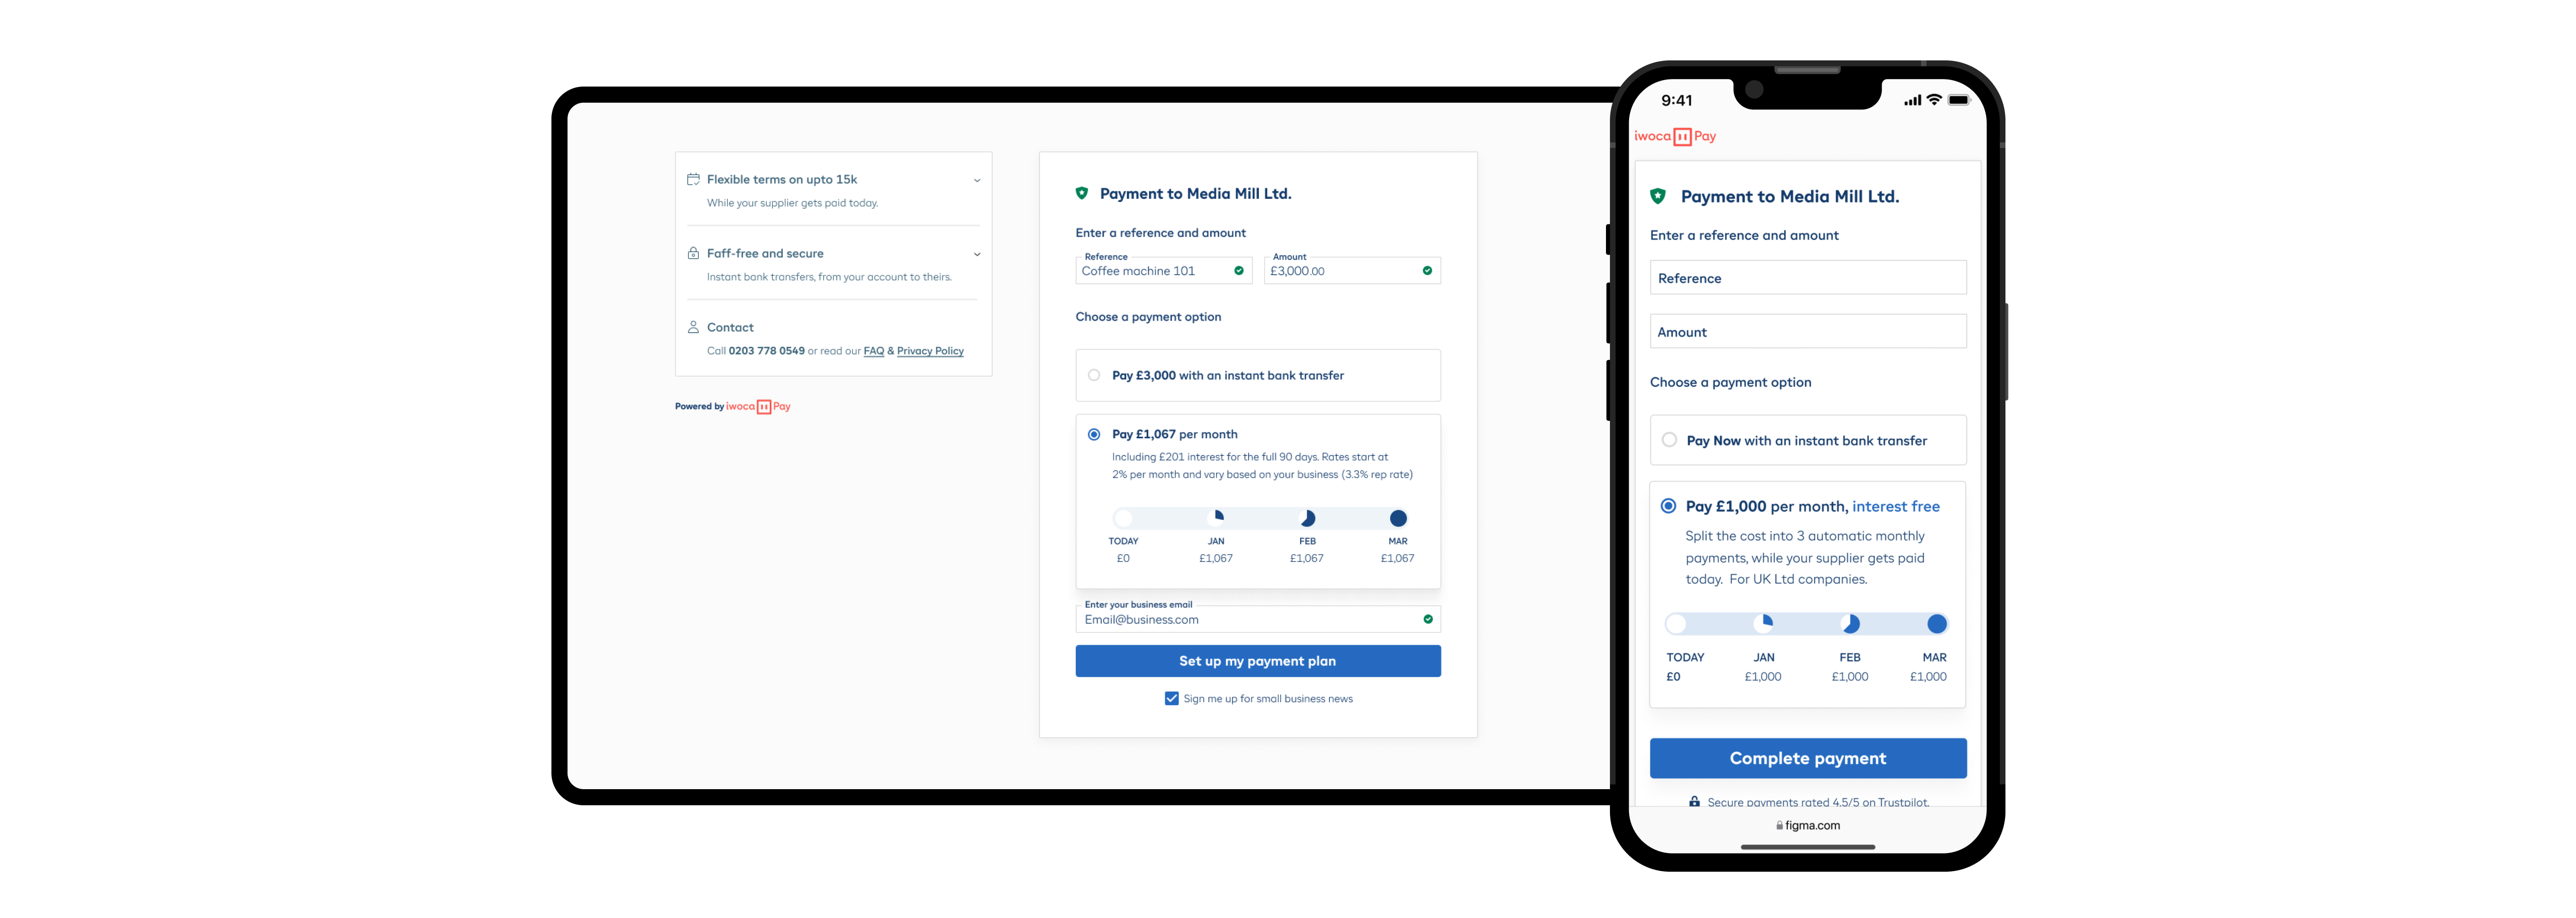 Flexible terms on upto 15k
While your supplier gets paid today.
Faff-free and secure
Instant bank transfers, from your account to theirs.
Contact
Call 0203 778 0549 or read our FAQ & Privacy Policy
Powered by iwoca Pay
Payment to Media Mill Ltd.
Enter a reference and amount
Reference
Coffee machine 101
Amount
£3,000.00
Choose a payment option
Pay £3,000 with an instant bank transfer
Pay £1,067 per month
Including £201 interest for the full 90 days. Rates start at
2% per month and vary based on your business (3.3% rep rate)
TODAY JAN FEB MAR
£0 £1,067 £1,067 £1,067
Enter your business email
Email@business.com
Set up my payment plan
Sign me up for small business news
9:41
iwoca Pay
Payment to Media Mill Ltd.
Enter a reference and amount
Reference
Amount
Choose a payment option
Pay Now with an instant bank transfer
Pay £1,000 per month, interest free
Split the cost into 3 automatic monthly
payments, while your supplier gets paid
today. For UK Ltd companies.
TODAY JAN FEB MAR
£0 £1,000 £1,000 £1,000
Complete payment
Secure payments rated 4.5/5 on Trustpilot.
figma.com